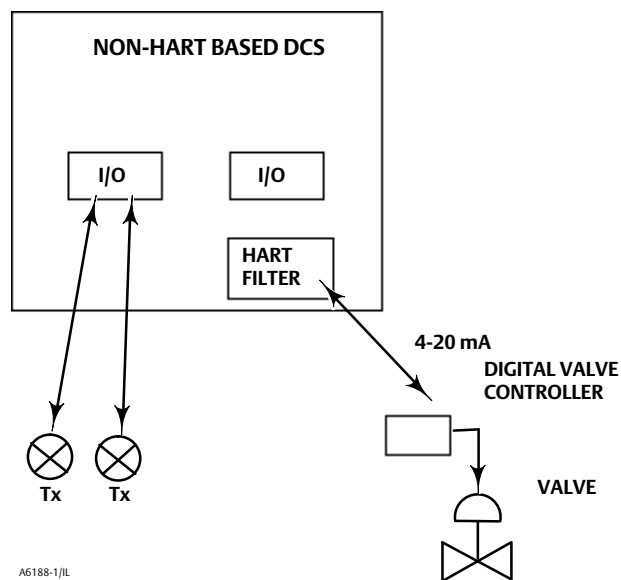 NON-HART BASED DCS
I/O
I/O
HART
FILTER
4-20 mA
DIGITAL VALVE
CONTROLLER
Tx
Tx
VALVE
A6188-1/IL